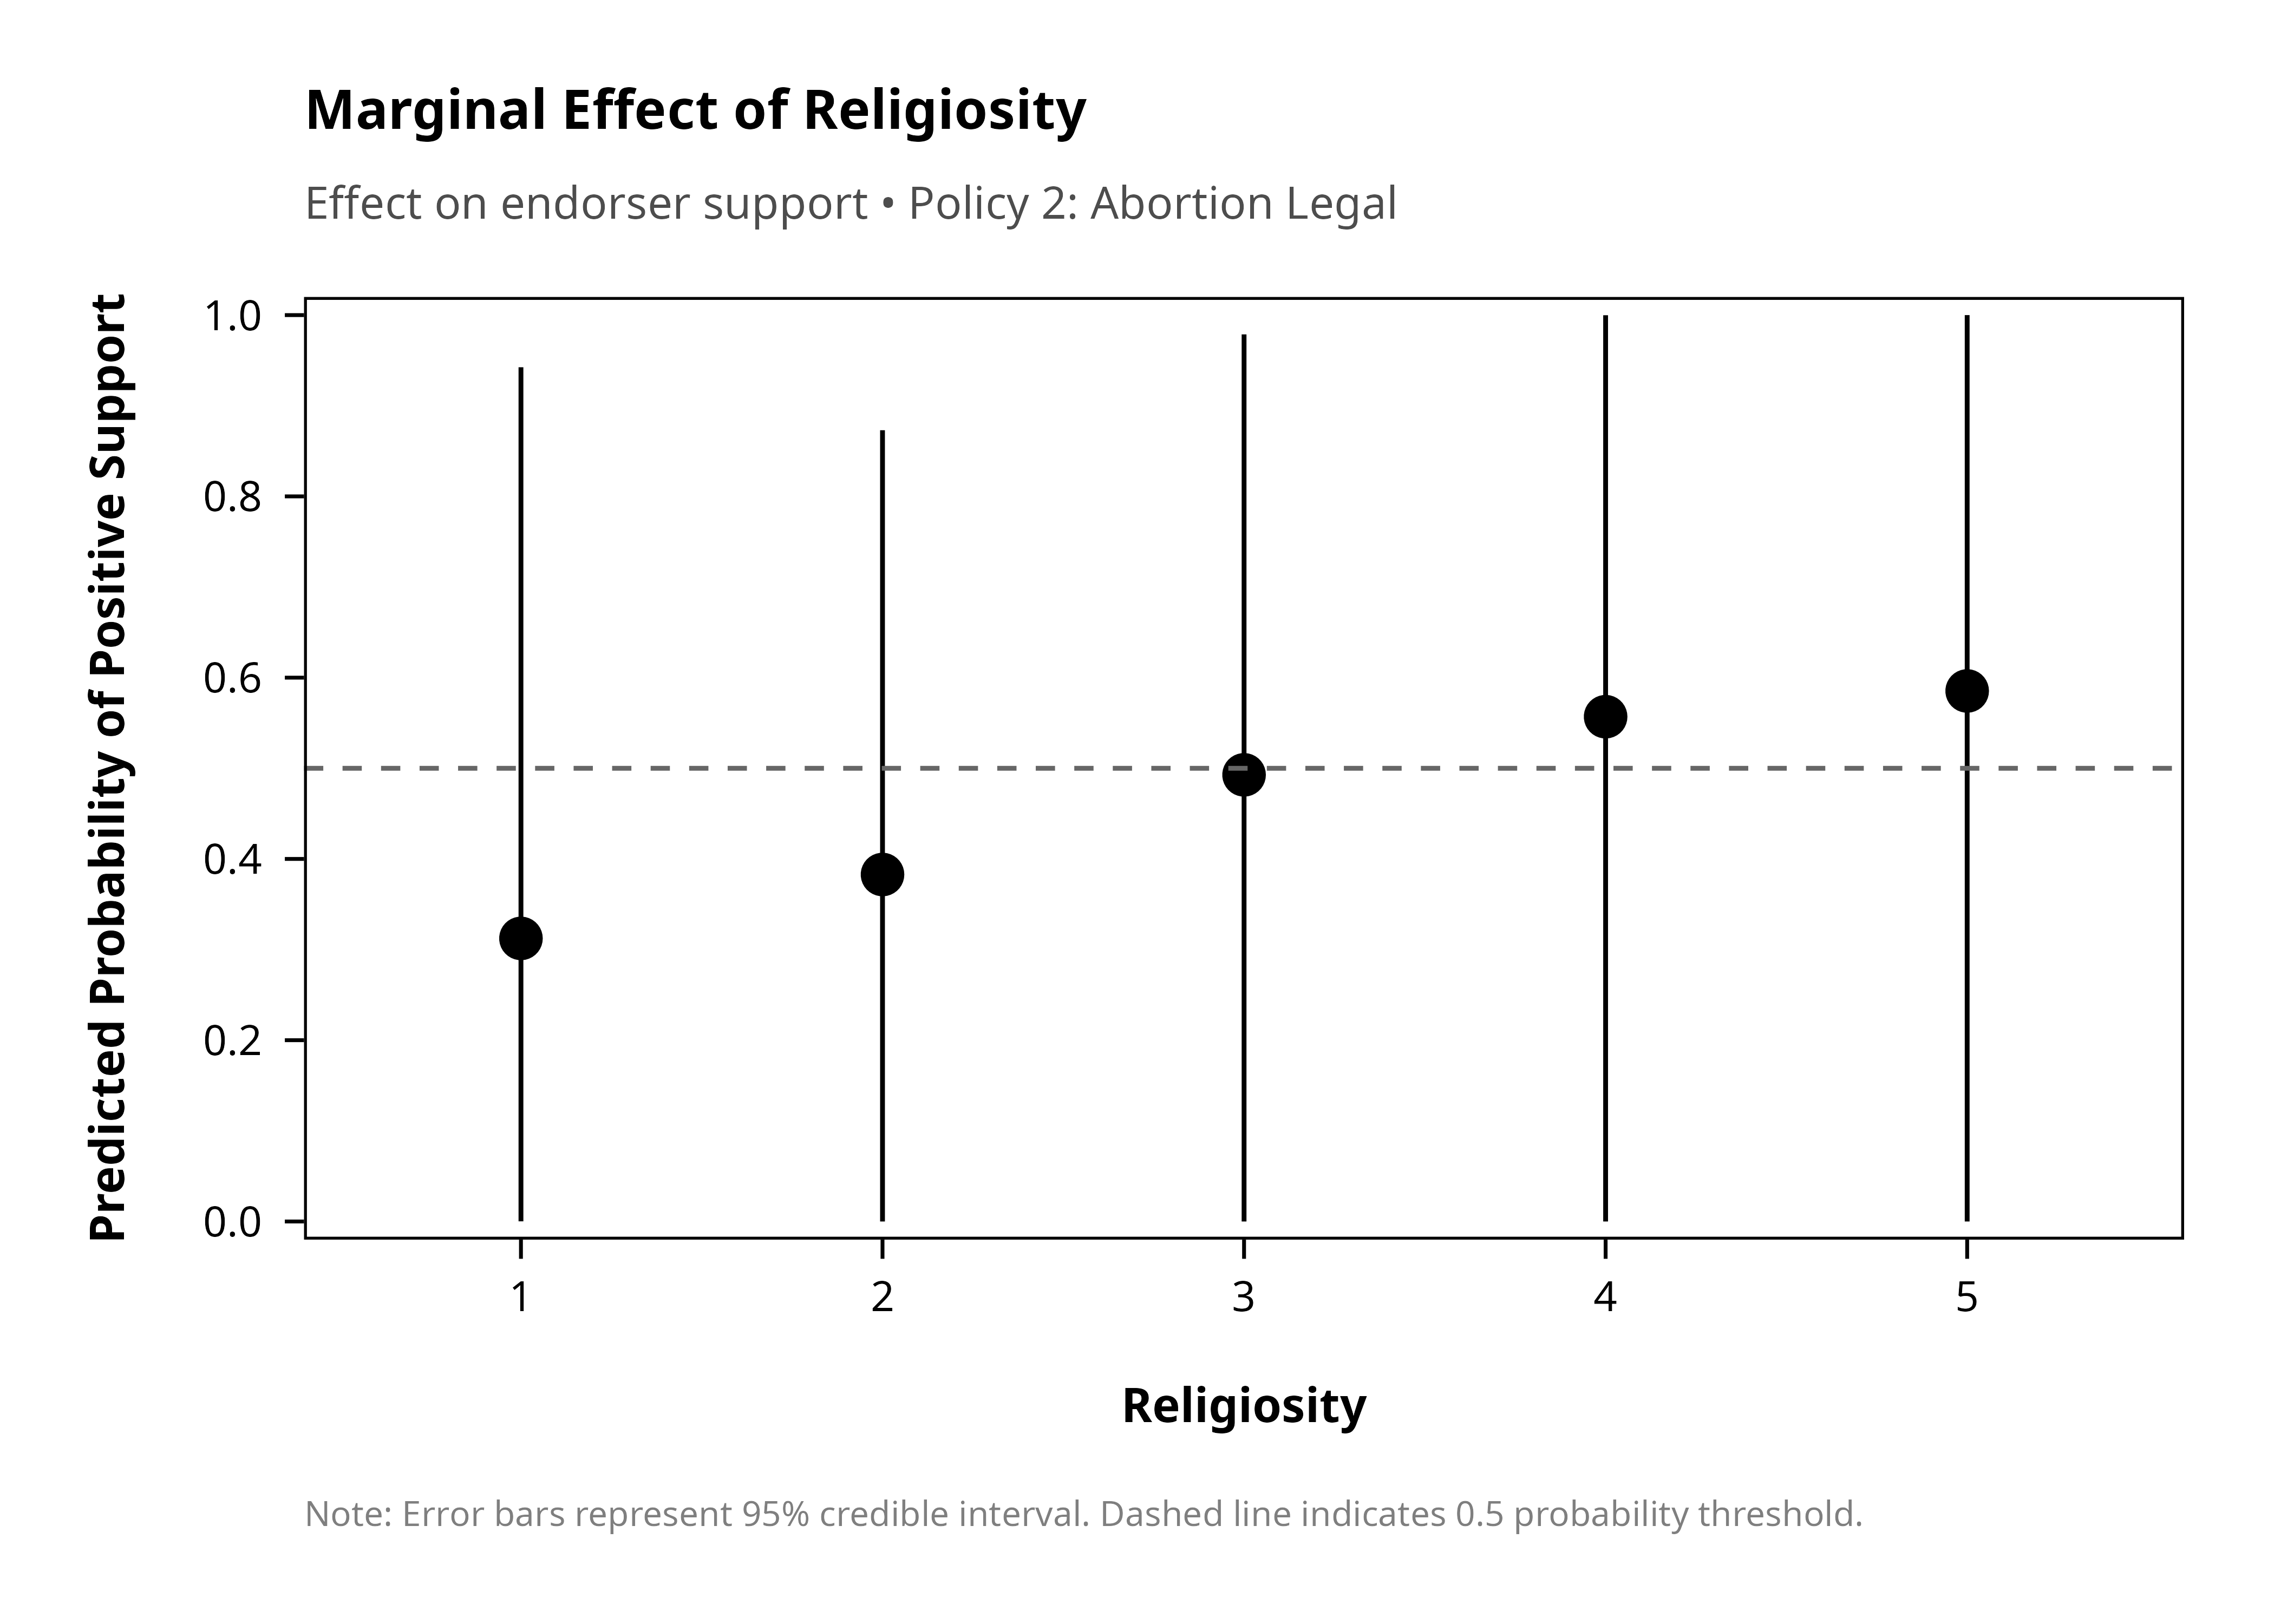 Marginal Effect of Religiosity
Effect on endorser support • Policy 2: Abortion Legal
Predicted Probability of Positive Support
1.0
0.8
0.6
0.4
0.2
0.0
1 2 3 4 5
Religiosity
Note: Error bars represent 95% credible interval. Dashed line indicates 0.5 probability threshold.